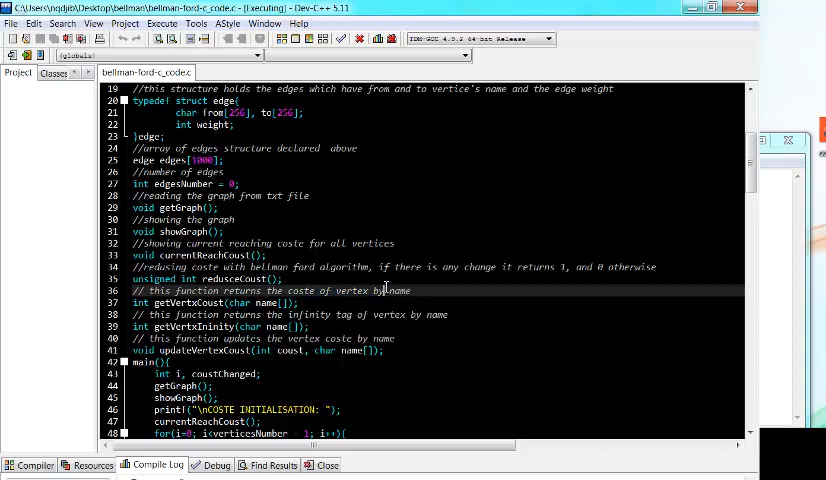 C:\Users\nqdjib\Desktop\bellman\bellman-ford-c_code.c - [Executing] - Dev-C++ 5.11
File Edit Search View Project Execute Tools AStyle Window Help
TDM-GCC 4.9.2 64-bit Release
(globals)
Project Classes
bellman-ford-c_code.c
19 //this structure holds the edges which have from and to vertice's name and the edge weight
20 typedef struct edge{
21 char from[256], to[256];
22 int weight;
23 }edge;
24 //array of edges structure declared above
25 edge edges[1000];
26 //number of edges
27 int edgesNumber = 0;
28 //reading the graph from txt file
29 void getGraph();
30 //showing the graph
31 void showGraph();
32 //showing current reaching coste for all vertices
33 void currentReachCoust();
34 //redusing coste with bellman ford algorithm, if there is any change it returns 1, and 0 otherwise
35 unsigned int redusceCoust();
36 // this function returns the coste of vertex by name
37 int getVertxCoust(char name[]);
38 // this function returns the infinity tag of vertex by name
39 int getVertxIninity(char name[]);
40 // this function updates the vertex coste by name
41 void updateVertexCoust(int coust, char name[]);
42 main(){
43 int i, coustChanged;
44 getGraph();
45 showGraph();
46 printf("\nCOSTE INITIALISATION: ");
47 currentReachCoust();
48 for(i=0; i<verticesNumber - 1; i++){
Compiler Resources Compile Log Debug Find Results Close